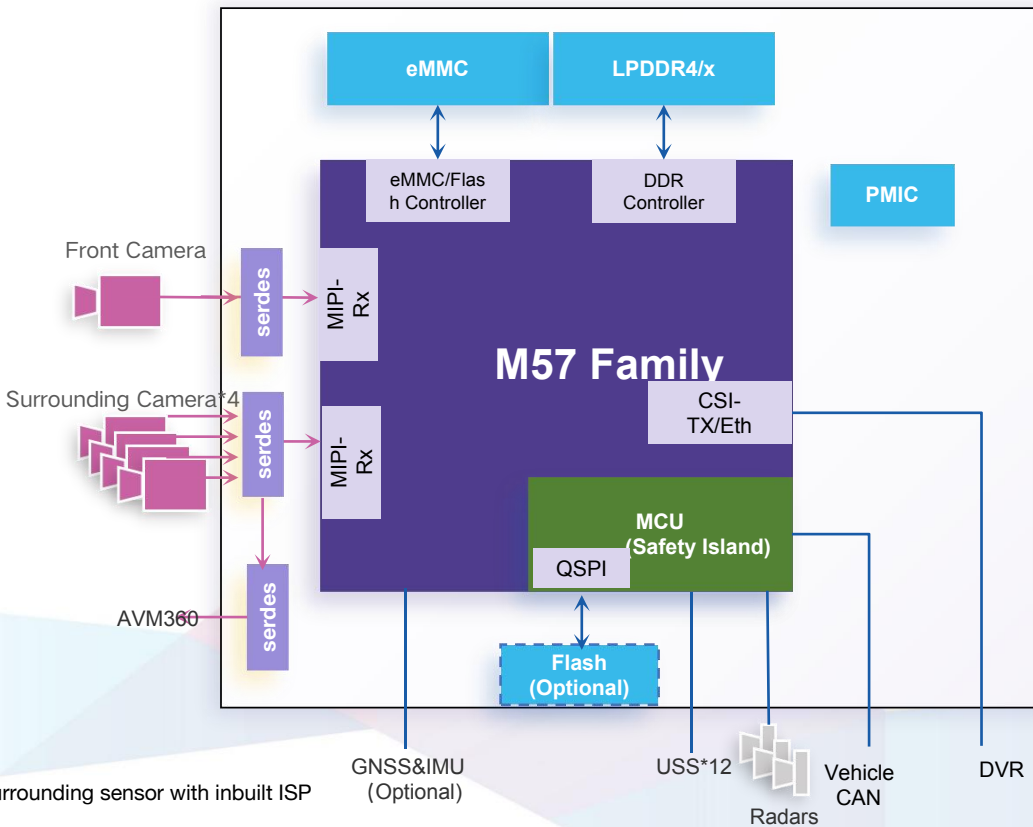 eMMC
LPDDR4/x
eMMC/Flas
h Controller
DDR
Controller
PMIC
Front Camera
serdes
MIPI-
Rx
M57 Family
Surrounding Camera*4
serdes
MIPI-
Rx
CSI-
TX/Eth
MCU
(Safety Island)
QSPI
AVM360
serdes
Flash
(Optional)
GNSS&IMU
(Optional)
USS*12
Radars
Vehicle
CAN
DVR
urrounding sensor with inbuilt ISP